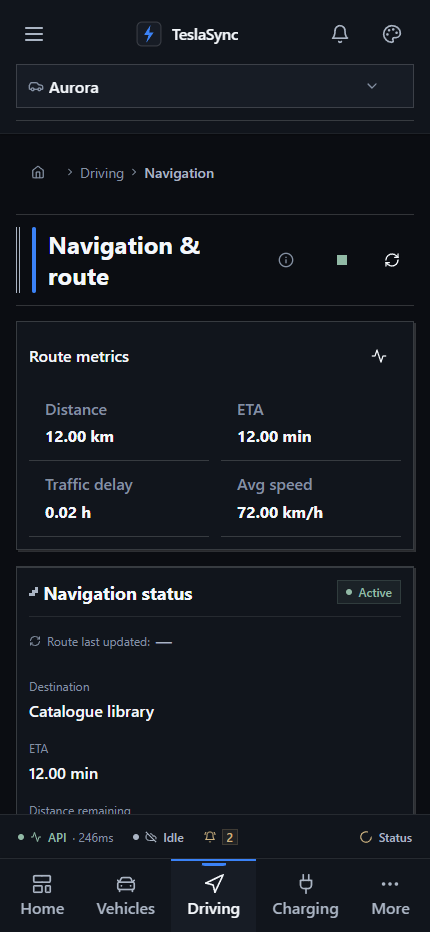 TeslaSync
Aurora
Driving
Navigation
Navigation &
route
Route metrics
Distance
12.00 km
ETA
12.00 min
Traffic delay
0.02 h
Avg speed
72.00 km/h
Navigation status
Active
Route last updated: —
Destination
Catalogue library
ETA
12.00 min
Distance remaining
API · 246ms
Idle
2
Status
Home
Vehicles
Driving
Charging
More